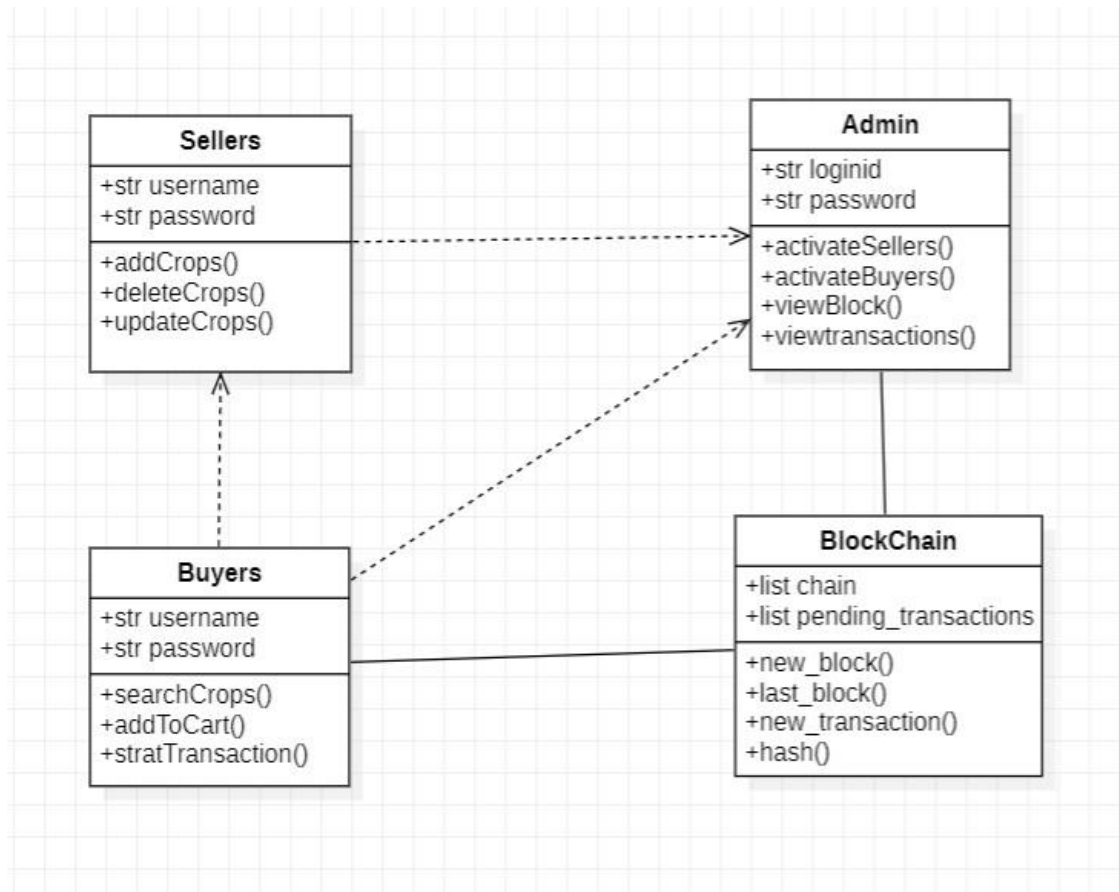 Sellers
+str username
+str password
+addCrops()
+deleteCrops()
+updateCrops()
Admin
+str loginid
+str password
+activateSellers()
+activateBuyers()
+viewBlock()
+viewtransactions()
Buyers
+str username
+str password
+searchCrops()
+addToCart()
+stratTransaction()
BlockChain
+list chain
+list pending_transactions
+new_block()
+last_block()
+new_transaction()
+hash()